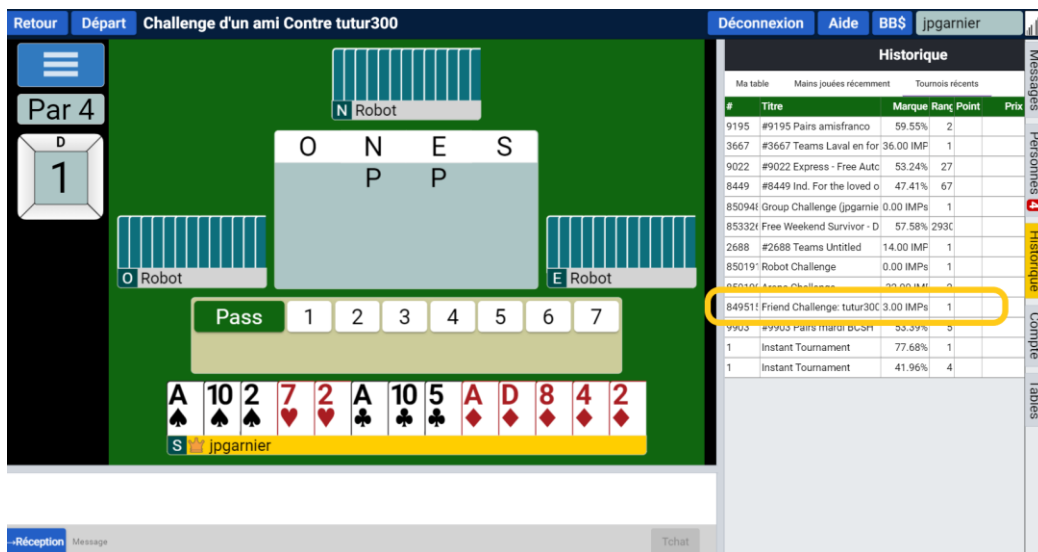 Retour Départ Challenge d'un ami Contre tutur300 Déconnexion Aide BB$ jpgarnier
Par 4
D
1
N Robot
O N E S
P P
O Robot
E Robot
Pass 1 2 3 4 5 6 7
A 10 2 7 2 A 10 5 A D 8 4 2
S jpgarnier
→Réception Message Tchat
Historique
Ma table Mains jouées récemment Tournois récents
# Titre Marque Rang Point Prix
9195 #9195 Pairs amisfranco 59.55% 2
3667 #3667 Teams Laval en for 36.00 IMP 1
9022 #9022 Express - Free Autc 53.24% 27
8449 #8449 Ind. For the loved o 47.41% 67
850948 Group Challenge (jpgarnie 0.00 IMPs 1
853326 Free Weekend Survivor - D 57.58% 2930
2688 #2688 Teams Untitled 14.00 IMP 1
85019 Robot Challenge 0.00 IMPs 1
84951 Friend Challenge: tutur300 3.00 IMPs 1
9903 #9903 Pairs mardi BCSH 53.39% 5
1 Instant Tournament 77.68% 1
1 Instant Tournament 41.96% 4
Messages
Personnes 4
Historique
Compte
Tables